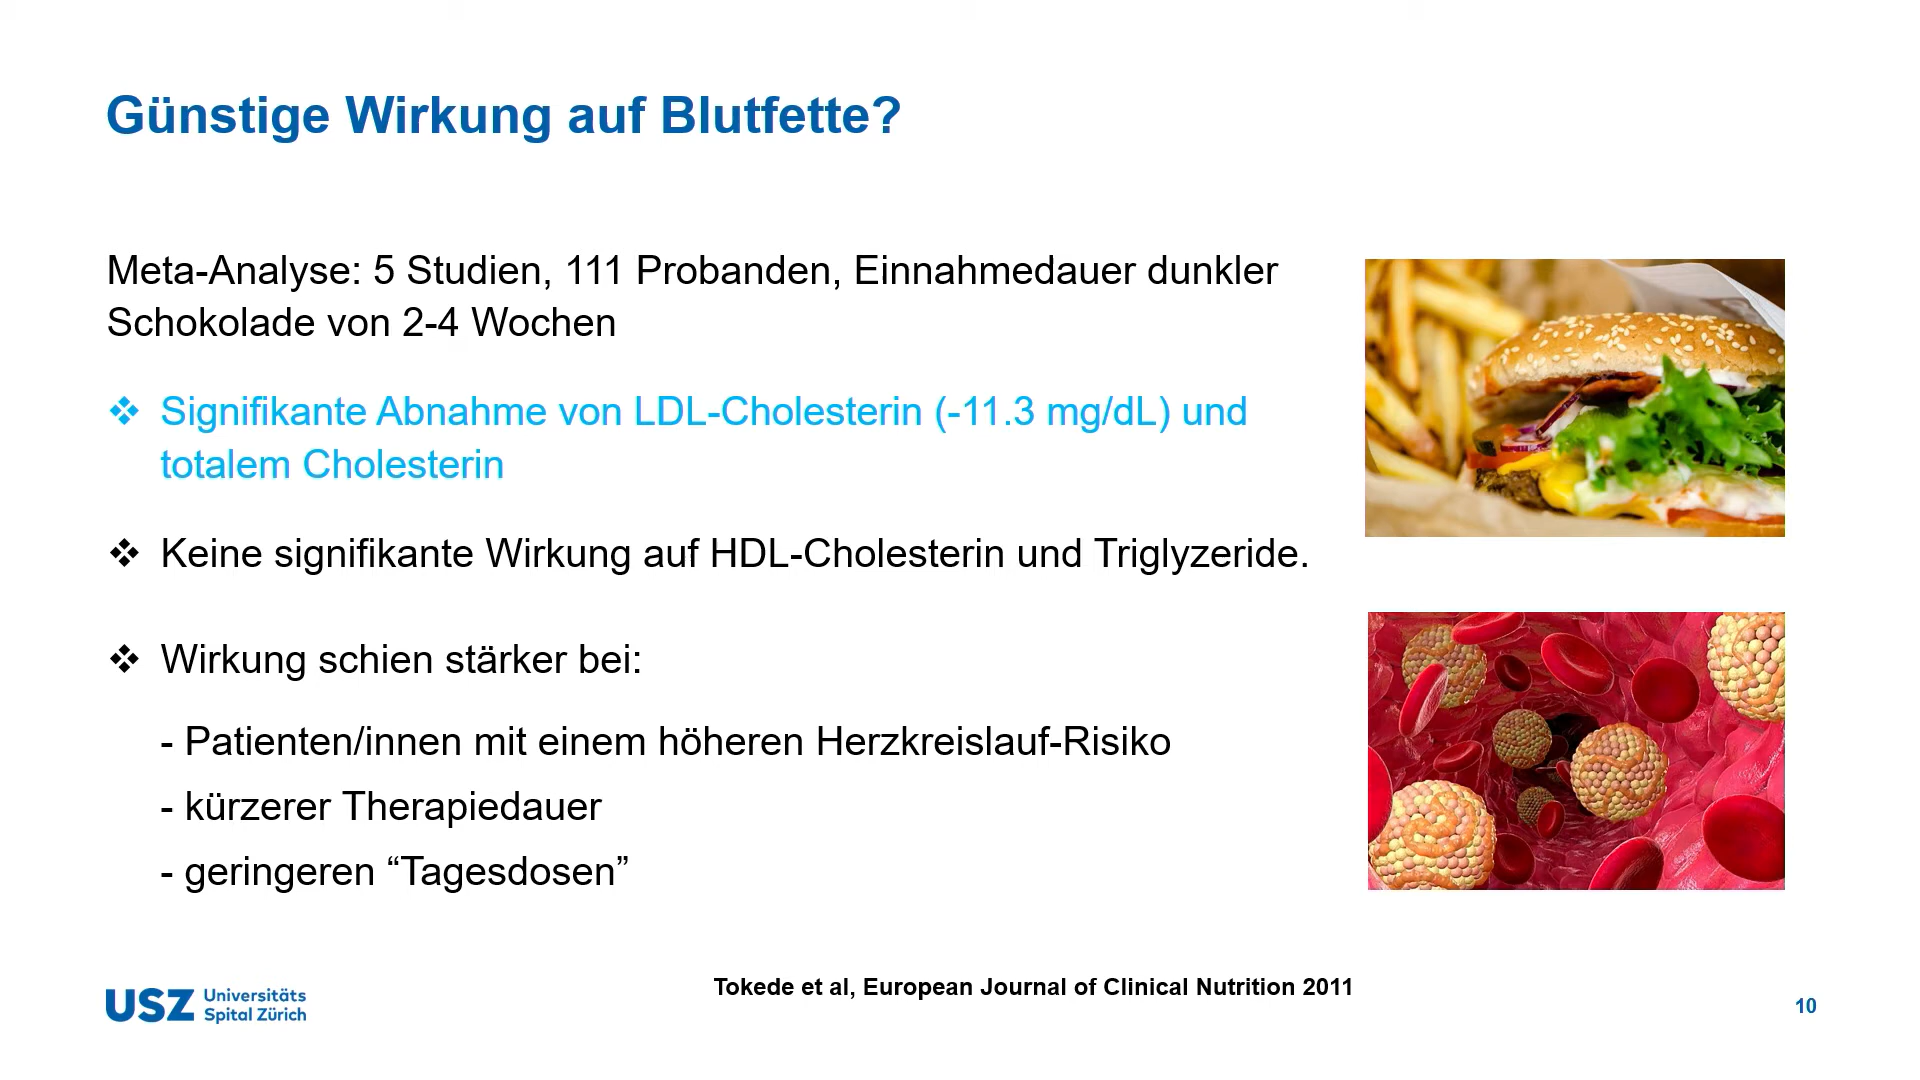 Günstige Wirkung auf Blutfette?
Meta-Analyse: 5 Studien, 111 Probanden, Einnahmedauer dunkler
Schokolade von 2-4 Wochen
❖ Signifikante Abnahme von LDL-Cholesterin (-11.3 mg/dL) und
totalem Cholesterin
❖ Keine signifikante Wirkung auf HDL-Cholesterin und Triglyzeride.
❖ Wirkung schien stärker bei:
- Patienten/innen mit einem höheren Herzkreislauf-Risiko
- kürzerer Therapiedauer
- geringeren “Tagesdosen”
Tokede et al, European Journal of Clinical Nutrition 2011
USZ Universitäts
Spital Zürich
10